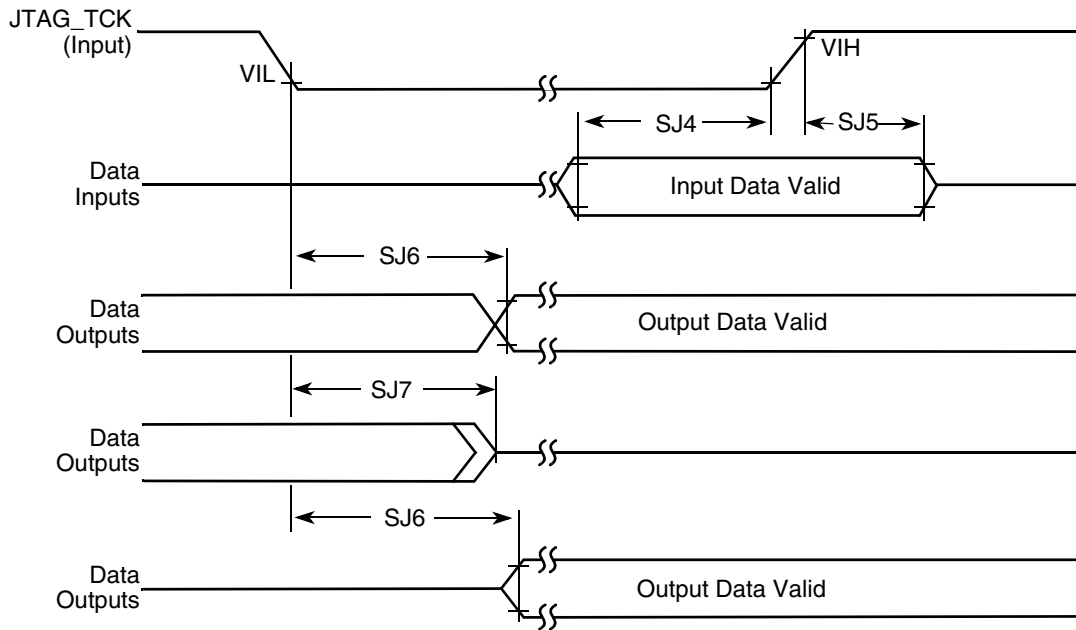 JTAG_TCK
(Input)
VIL
VIH
SJ4
SJ5
Data
Inputs
Input Data Valid
SJ6
Data
Outputs
Output Data Valid
SJ7
Data
Outputs
SJ6
Data
Outputs
Output Data Valid